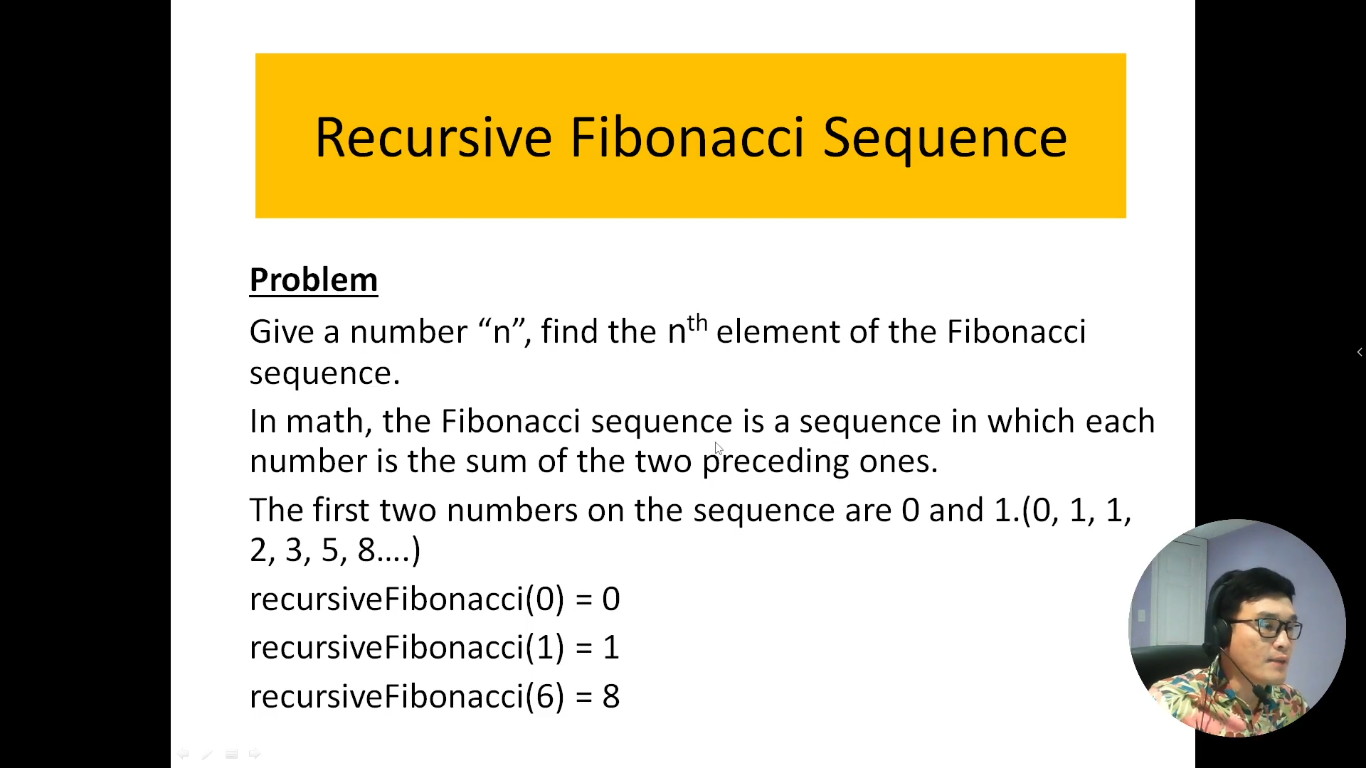 Recursive Fibonacci Sequence
Problem
Give a number “n”, find the nth element of the Fibonacci
sequence.
In math, the Fibonacci sequence is a sequence in which each
number is the sum of the two preceding ones.
The first two numbers on the sequence are 0 and 1.(0, 1, 1,
2, 3, 5, 8....)
recursiveFibonacci(0) = 0
recursiveFibonacci(1) = 1
recursiveFibonacci(6) = 8